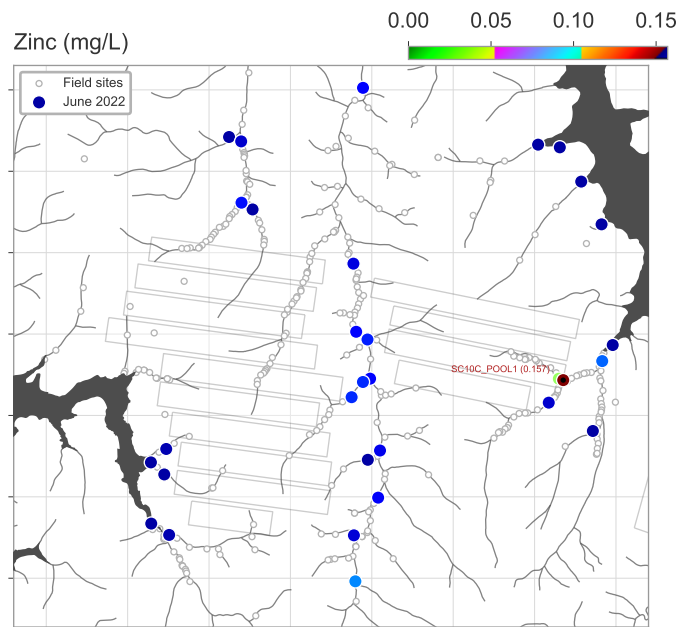 0.00 0.05 0.10 0.15
Zinc (mg/L)
Field sites
June 2022
SC10C_POOL1 (0.157)